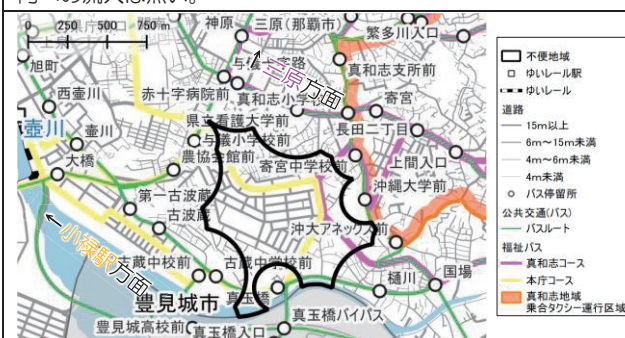 0 250 500 750 m
神原
三原(那覇市)
繁多川入口
旭町
与儀十字路
三原方面
真和志支所前
西壷川
赤十字病院前
真和志小学校
寄宮
県立看護大学前
壺川
壷川
与儀小学校前
長田二丁目
大橋
農協会館前
寄宮中学校前
上間入口
第一古波蔵
沖縄大学前
古波蔵
小禄駅方面
沖大アネックス前
古蔵中校前
古蔵中学校前
樋川
国場
豊見城市
真玉橋
真玉橋バイパス
豊見城高校前
真玉橋入口
不便地域
ゆいレール駅
ゆいレール
道路
15m以上
6m~15m未満
4m~6m未満
4m未満
バス停留所
公共交通(バス)
バスルート
福祉バス
真和志コース
本庁コース
真和志地域
乗合タクシー運行区域